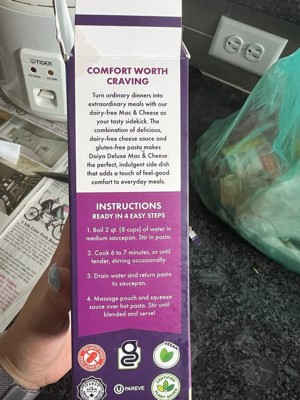 TIGER
COMFORT WORTH
CRAVING
Turn ordinary dinners into
extraordinary meals with our
dairy-free Mac & Cheese as
your tasty sidekick. The
combination of delicious,
dairy-free cheese sauce and
gluten-free pasta makes
Daiya Deluxe Mac & Cheese
the perfect, indulgent side dish
that adds a touch of feel-good
comfort to everyday meals.
INSTRUCTIONS
READY IN 4 EASY STEPS
1. Boil 2 qt. (8 cups) of water in
medium saucepan. Stir in pasta.
2. Cook 6 to 7 minutes, or until
tender, stirring occasionally.
3. Drain water and return pasta
to saucepan.
4. Massage pouch and squeeze
sauce over hot pasta. Stir until
blended and serve!
VEGAN
U PAREVE
CERTIFIED